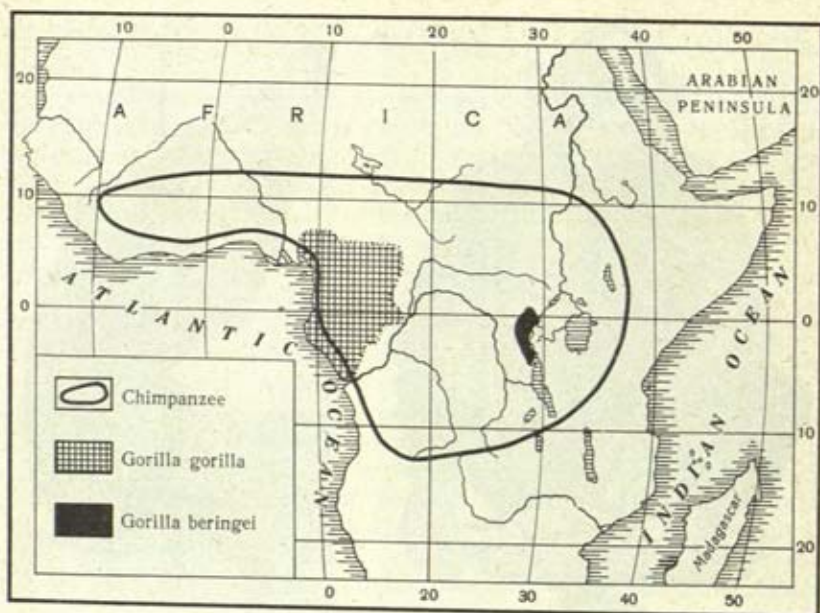 10 0 10 20 30 40 50
20 20
ARABIAN
PENINSULA
A F R I C A
10 10
ATLANTIC OCEAN
0 0
INDIAN OCEAN
Chimpanzee
Gorilla gorilla
Gorilla beringei
10 10
Madagascar
20
0 10 20 30 40 50